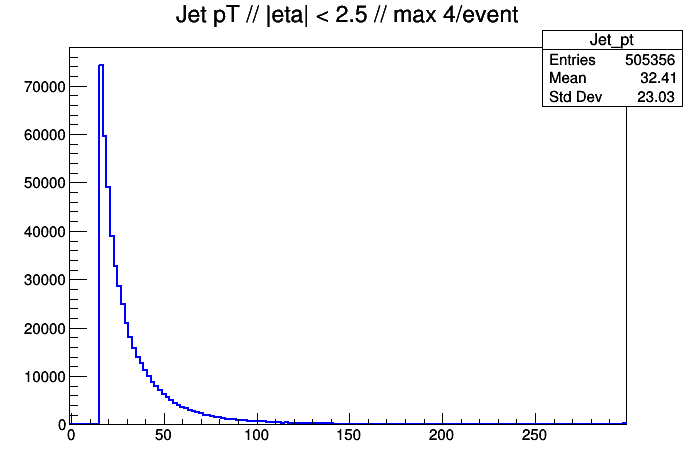 Jet pT // |eta| < 2.5 // max 4/event
Jet_pt
Entries 505356
Mean 32.41
Std Dev 23.03
70000
60000
50000
40000
30000
20000
10000
0
0 50 100 150 200 250